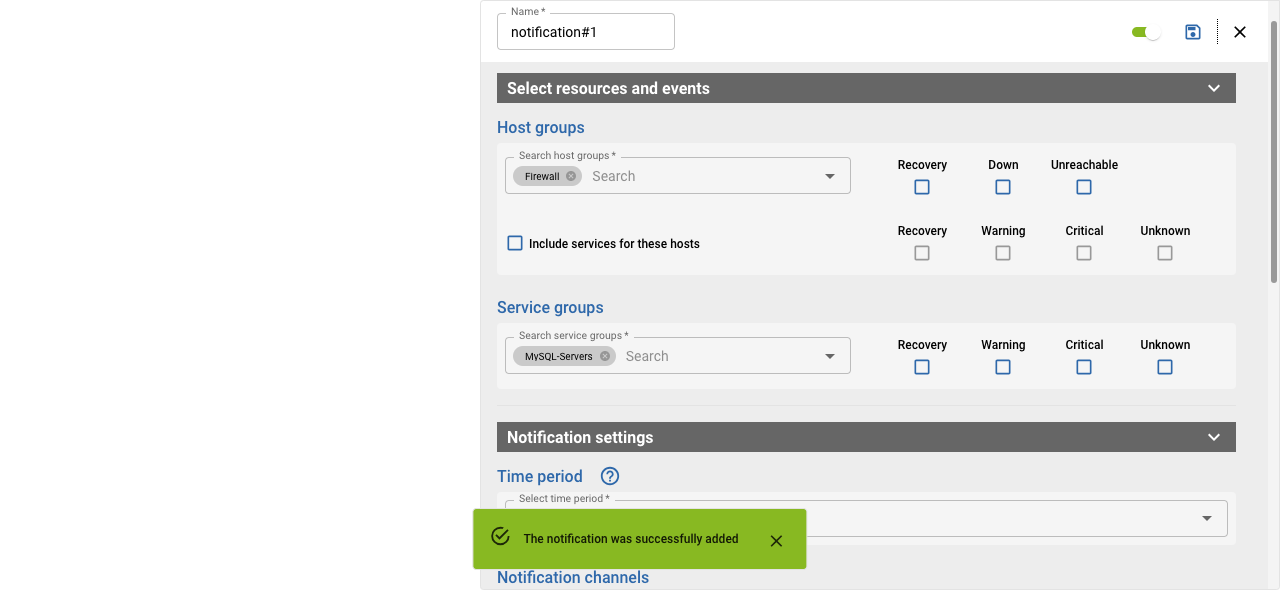 Name *
notification#1
Select resources and events
Host groups
Search host groups *
Firewall
Search
Recovery Down Unreachable
Include services for these hosts
Recovery Warning Critical Unknown
Service groups
Search service groups *
MySQL-Servers
Search
Recovery Warning Critical Unknown
Notification settings
Time period ?
Select time period *
The notification was successfully added
Notification channels